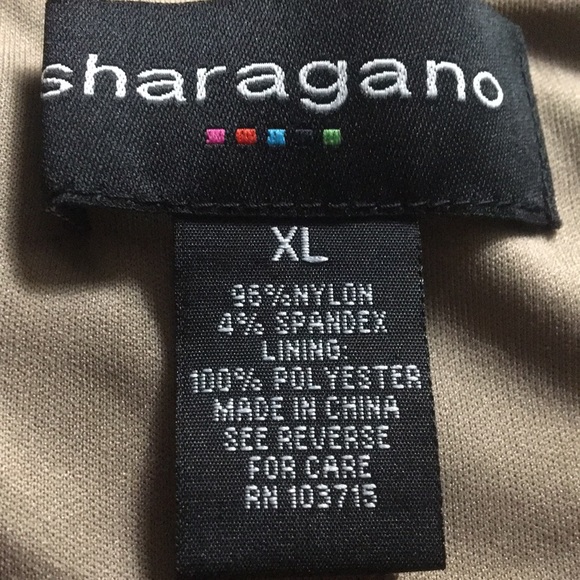 sharagano
XL
96%NYLON
4% SPANDEX
LINING:
100% POLYESTER
MADE IN CHINA
SEE REVERSE
FOR CARE
RN 103715